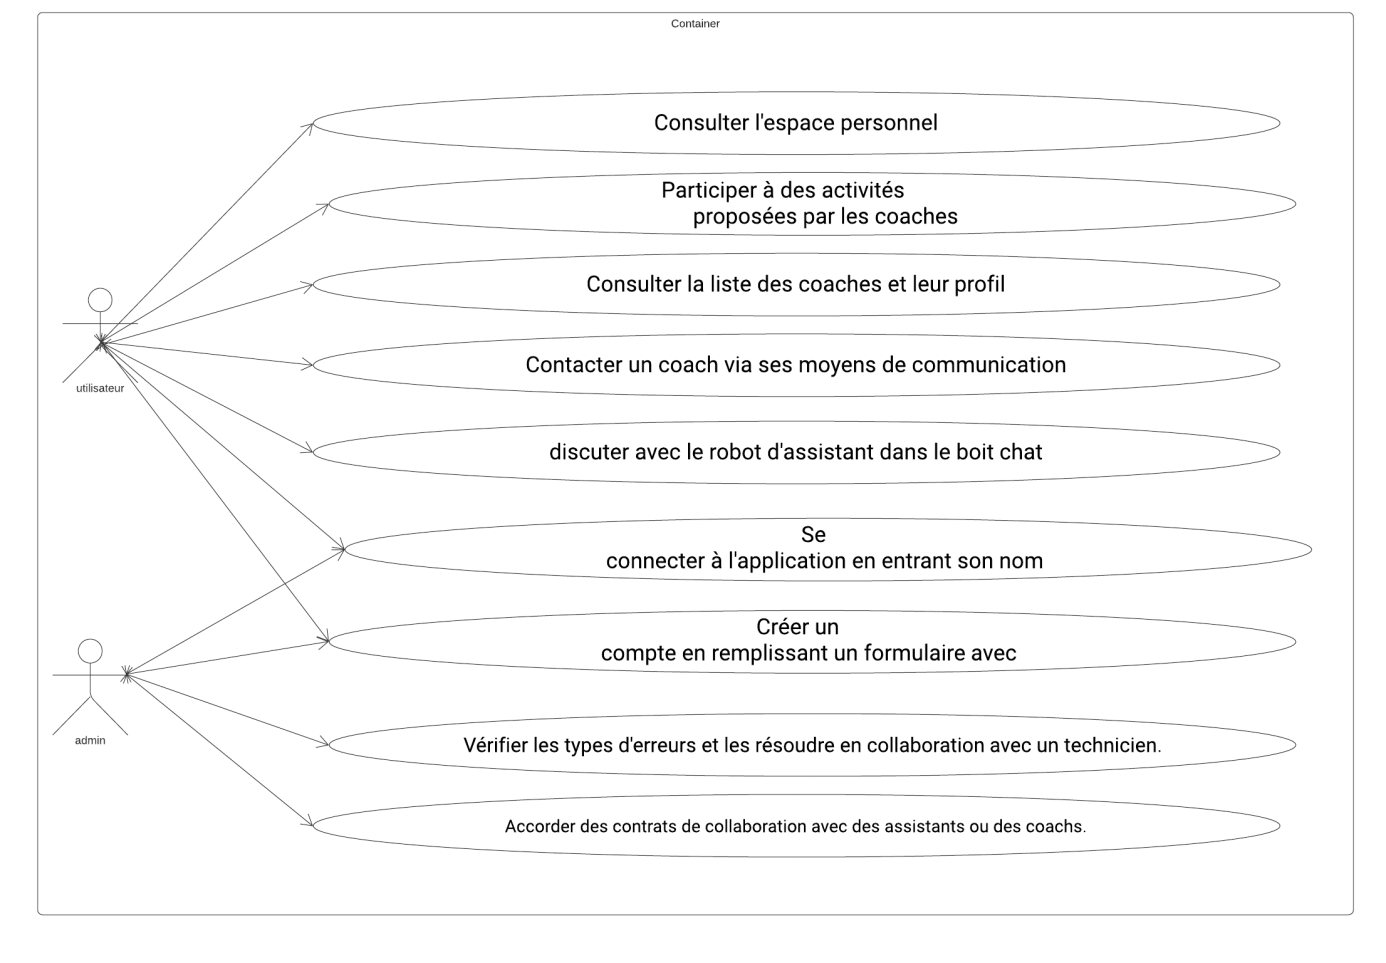 Container
Consulter l'espace personnel
Participer à des activités
proposées par les coaches
Consulter la liste des coaches et leur profil
Contacter un coach via ses moyens de communication
utilisateur
discuter avec le robot d'assistant dans le boit chat
Se
connecter à l'application en entrant son nom
Créer un
compte en remplissant un formulaire avec
admin
Vérifier les types d'erreurs et les résoudre en collaboration avec un technicien.
Accorder des contrats de collaboration avec des assistants ou des coachs.